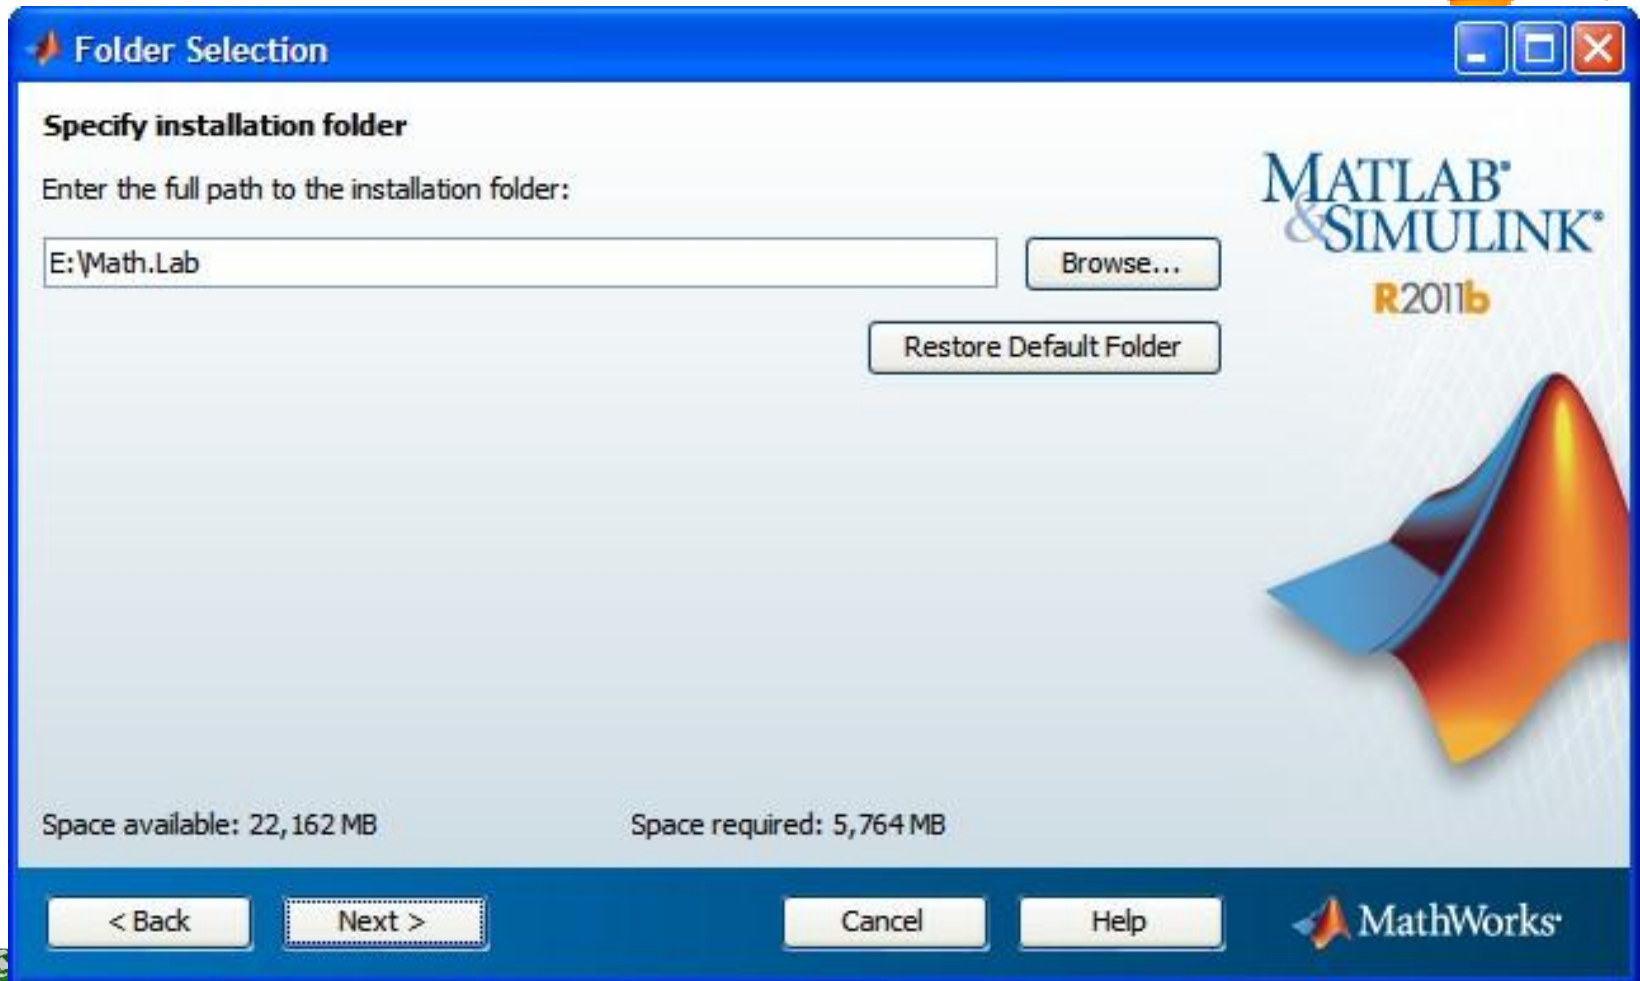 Folder Selection
Specify installation folder
Enter the full path to the installation folder:
E:\Math.Lab
Browse...
Restore Default Folder
MATLAB®
&SIMULINK®
R2011b
Space available: 22,162 MB
Space required: 5,764 MB
< Back
Next >
Cancel
Help
MathWorks®